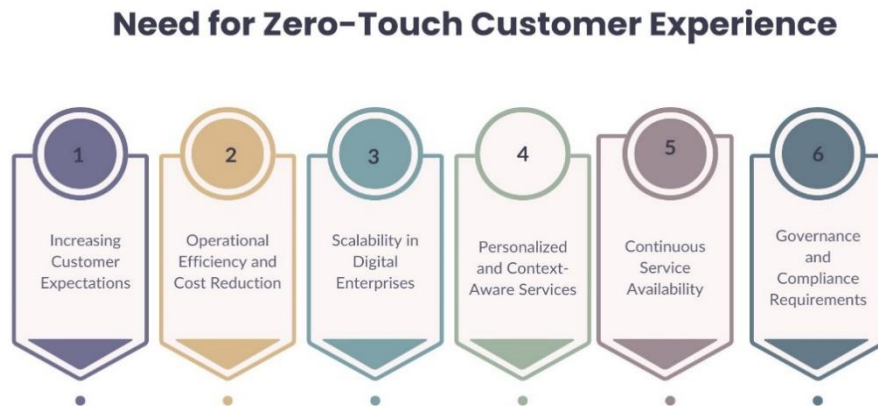 Need for Zero-Touch Customer Experience
1
Increasing
Customer
Expectations
2
Operational
Efficiency and
Cost Reduction
3
Scalability in
Digital
Enterprises
4
Personalized
and Context-
Aware Services
5
Continuous
Service
Availability
6
Governance
and
Compliance
Requirements